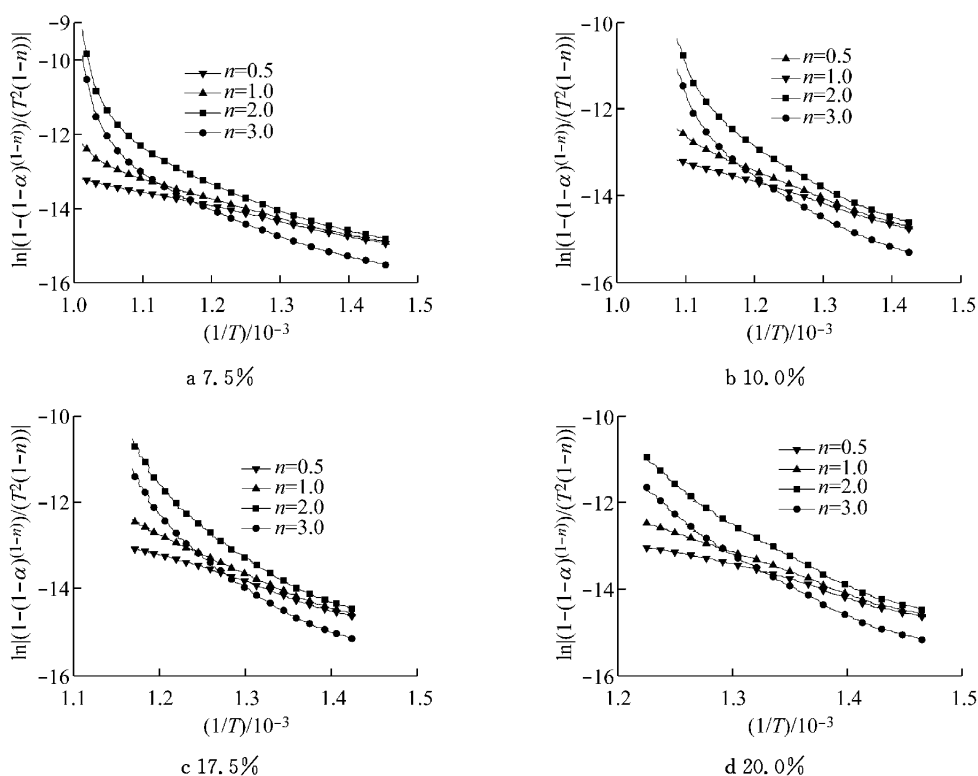 ln|(1−(1−α)^(1−n))/(T²(1−n))|
−9
−10
−12
−14
−16
n=0.5
n=1.0
n=2.0
n=3.0
1.0 1.1 1.2 1.3 1.4 1.5
(1/T)/10⁻³
a 7.5%
ln|(1−(1−α)^(1−n))/(T²(1−n))|
−10
−12
−14
−16
n=0.5
n=1.0
n=2.0
n=3.0
1.0 1.1 1.2 1.3 1.4 1.5
(1/T)/10⁻³
b 10.0%
ln|(1−(1−α)^(1−n))/(T²(1−n))|
−10
−12
−14
−16
n=0.5
n=1.0
n=2.0
n=3.0
1.1 1.2 1.3 1.4 1.5
(1/T)/10⁻³
c 17.5%
ln|(1−(1−α)^(1−n))/(T²(1−n))|
−10
−12
−14
−16
n=0.5
n=1.0
n=2.0
n=3.0
1.2 1.3 1.4 1.5
(1/T)/10⁻³
d 20.0%